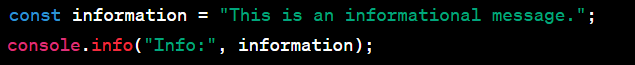 const information = "This is an informational message.";
console.info("Info:", information);